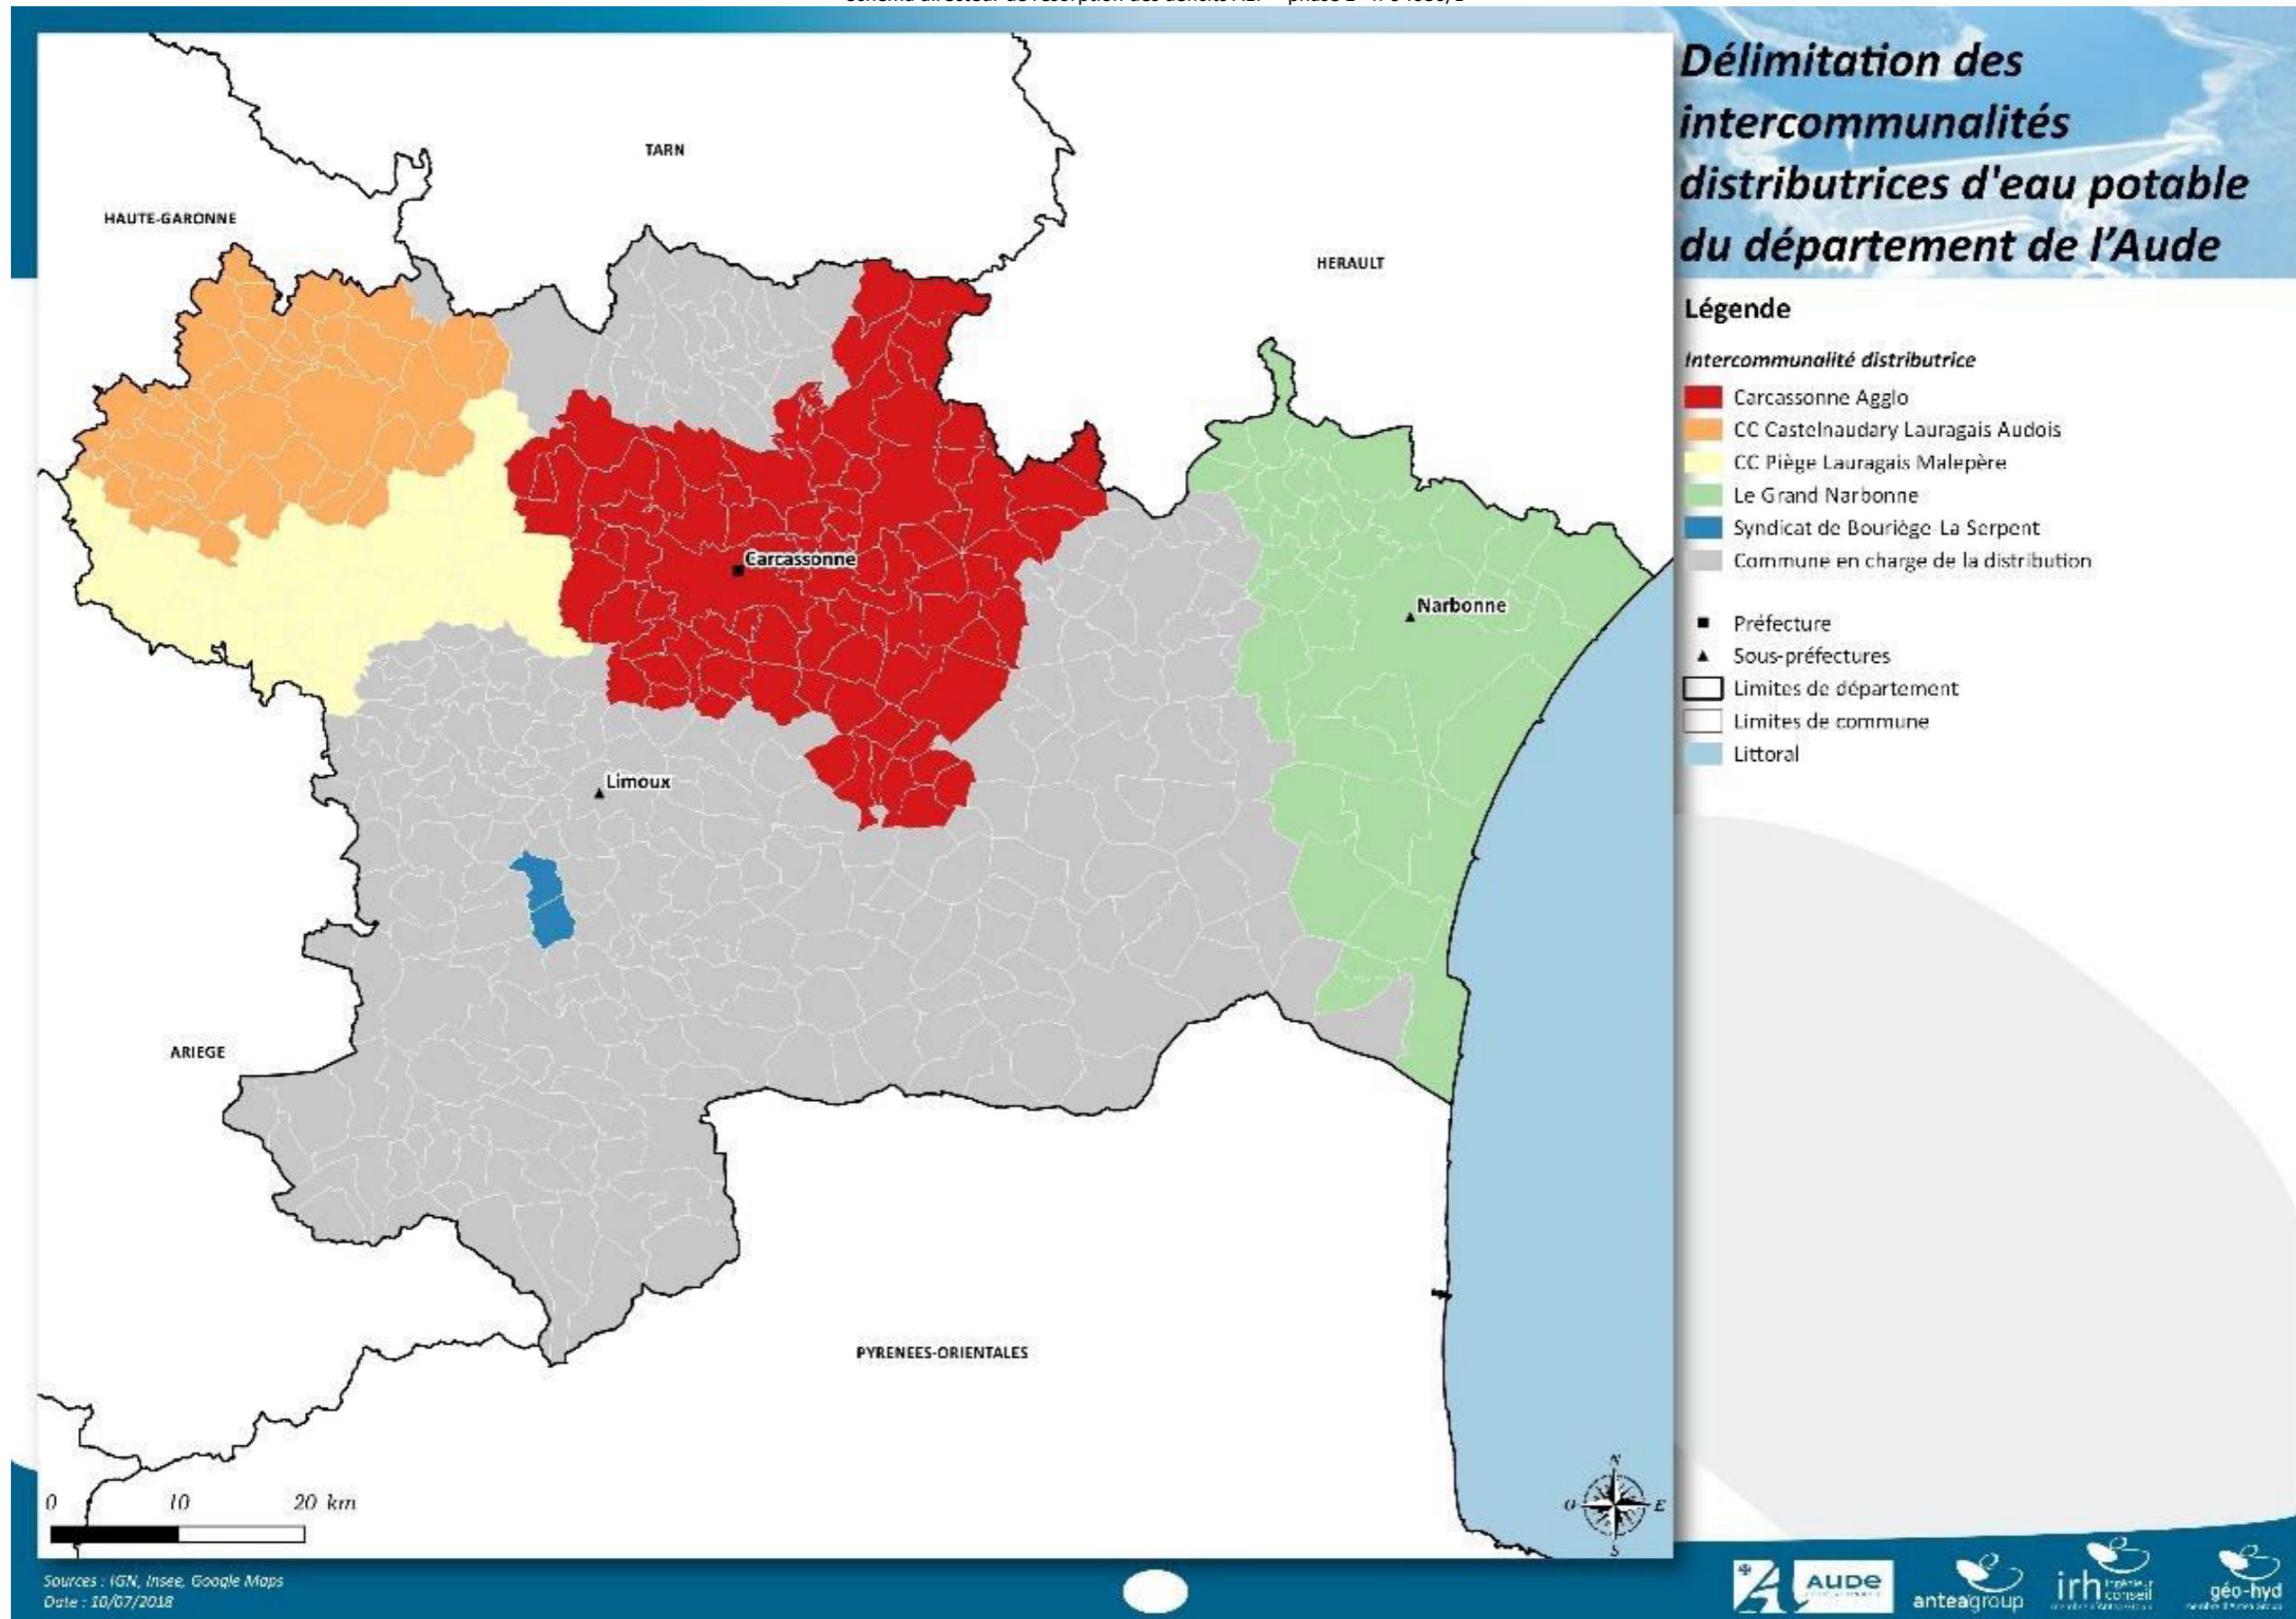 Délimitation des
intercommunalités
distributrices d'eau potable
du département de l'Aude
Légende
Intercommunalité distributrice
Carcassonne Agglo
CC Castelnaudary Lauragais Audois
CC Piège Lauragais Malepère
Le Grand Narbonne
Syndicat de Bouriège-La Serpent
Commune en charge de la distribution
Préfecture
Sous-préfectures
Limites de département
Limites de commune
Littoral
TARN
HAUTE-GARONNE
HERAULT
Carcassonne
Narbonne
Limoux
ARIEGE
PYRENEES-ORIENTALES
0 10 20 km
N
O E
S
Sources : IGN, Insee, Google Maps
Date : 10/07/2018
AUDE
anteagroup
irh ingénieur
conseil
géo-hyd